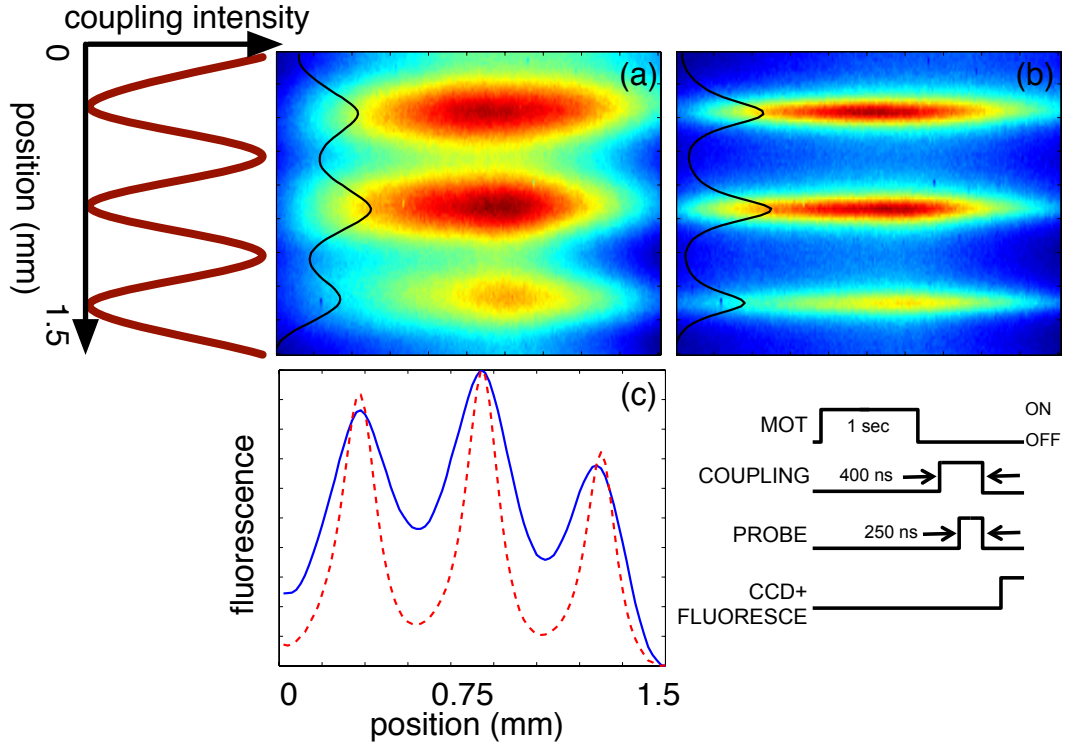 coupling intensity
0
position (mm)
1.5
(a)
(b)
(c)
fluorescence
0
0.75
1.5
position (mm)
MOT
1 sec
ON
OFF
COUPLING
400 ns
PROBE
250 ns
CCD+
FLUORESCE